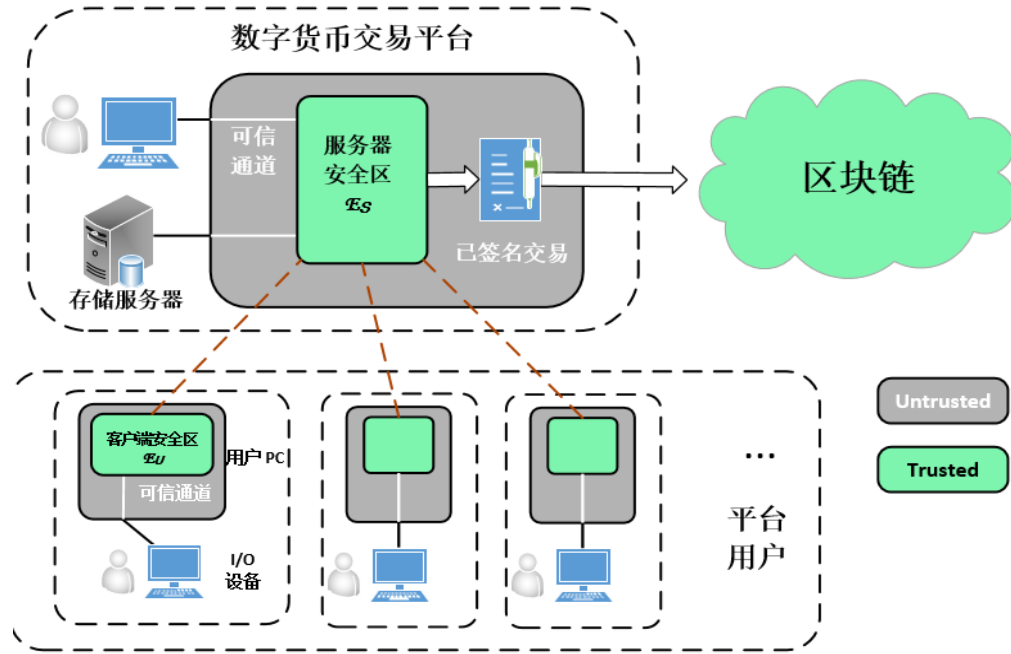 数字货币交易平台
可信
通道
服务器
安全区
ℰS
已签名交易
存储服务器
区块链
客户端安全区
ℰU
用户 PC
可信通道
I/O
设备
...
平台
用户
Untrusted
Trusted